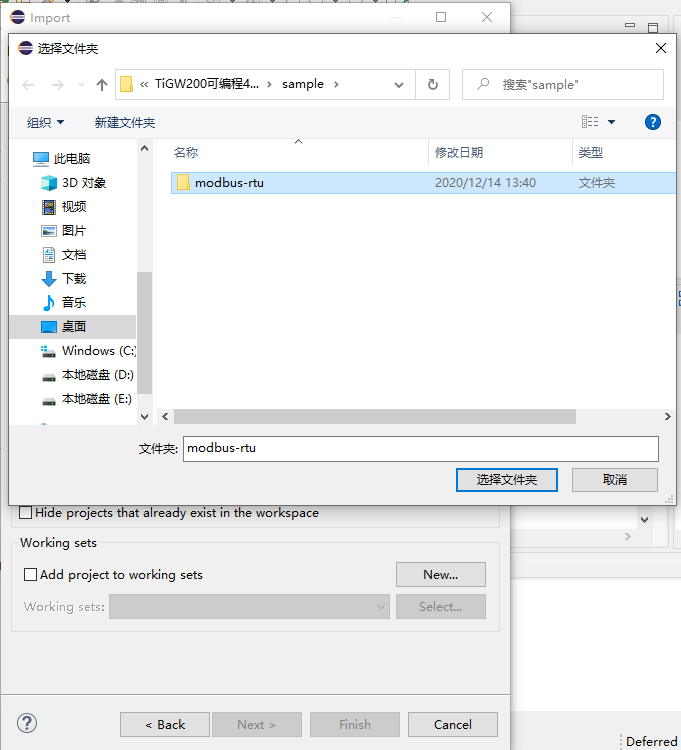 Import
选择文件夹
« TiGW200可编程4... › sample ›
搜索"sample"
组织
新建文件夹
名称
修改日期
类型
此电脑
3D 对象
视频
图片
文档
下载
音乐
桌面
Windows (C:)
本地磁盘 (D:)
本地磁盘 (E:)
modbus-rtu
2020/12/14 13:40
文件夹
文件夹:
modbus-rtu
选择文件夹
取消
Hide projects that already exist in the workspace
Working sets
Add project to working sets
New...
Working sets:
Select...
?
< Back
Next >
Finish
Cancel
Deferred